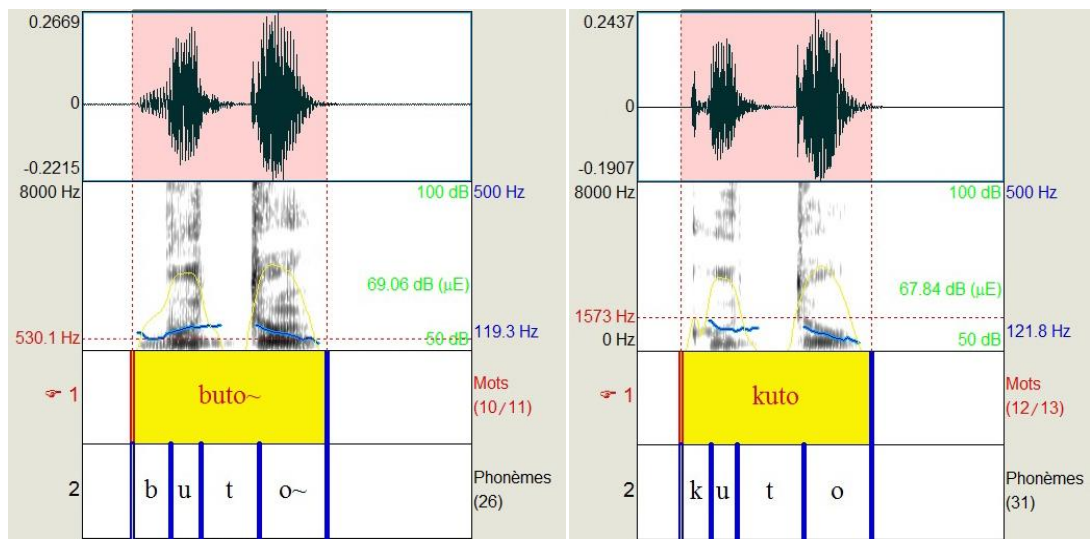 0.2669
0
-0.2215
8000 Hz
100 dB 500 Hz
69.06 dB (µE)
119.3 Hz
530.1 Hz
50 dB
☞ 1
buto~
Mots
(10/11)
2
b u t o~
Phonèmes
(26)
0.2437
0
-0.1907
8000 Hz
100 dB 500 Hz
67.84 dB (µE)
1573 Hz
121.8 Hz
0 Hz
50 dB
☞ 1
kuto
Mots
(12/13)
2
k u t o
Phonèmes
(31)